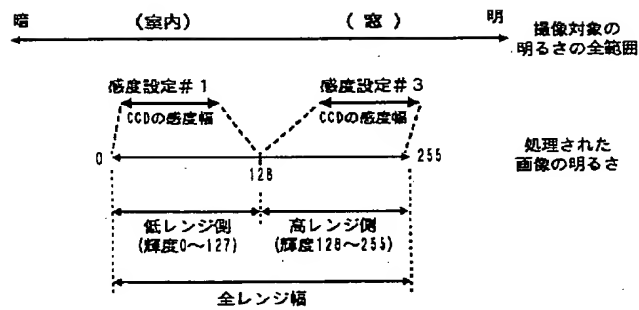 暗 (室内) (窓) 明
撮像対象の
明るさの全範囲
感度設定#1 感度設定#3
CCDの感度幅 CCDの感度幅
0 128 255
処理された
画像の明るさ
低レンジ側 高レンジ側
(輝度0〜127) (輝度128〜255)
全レンジ幅